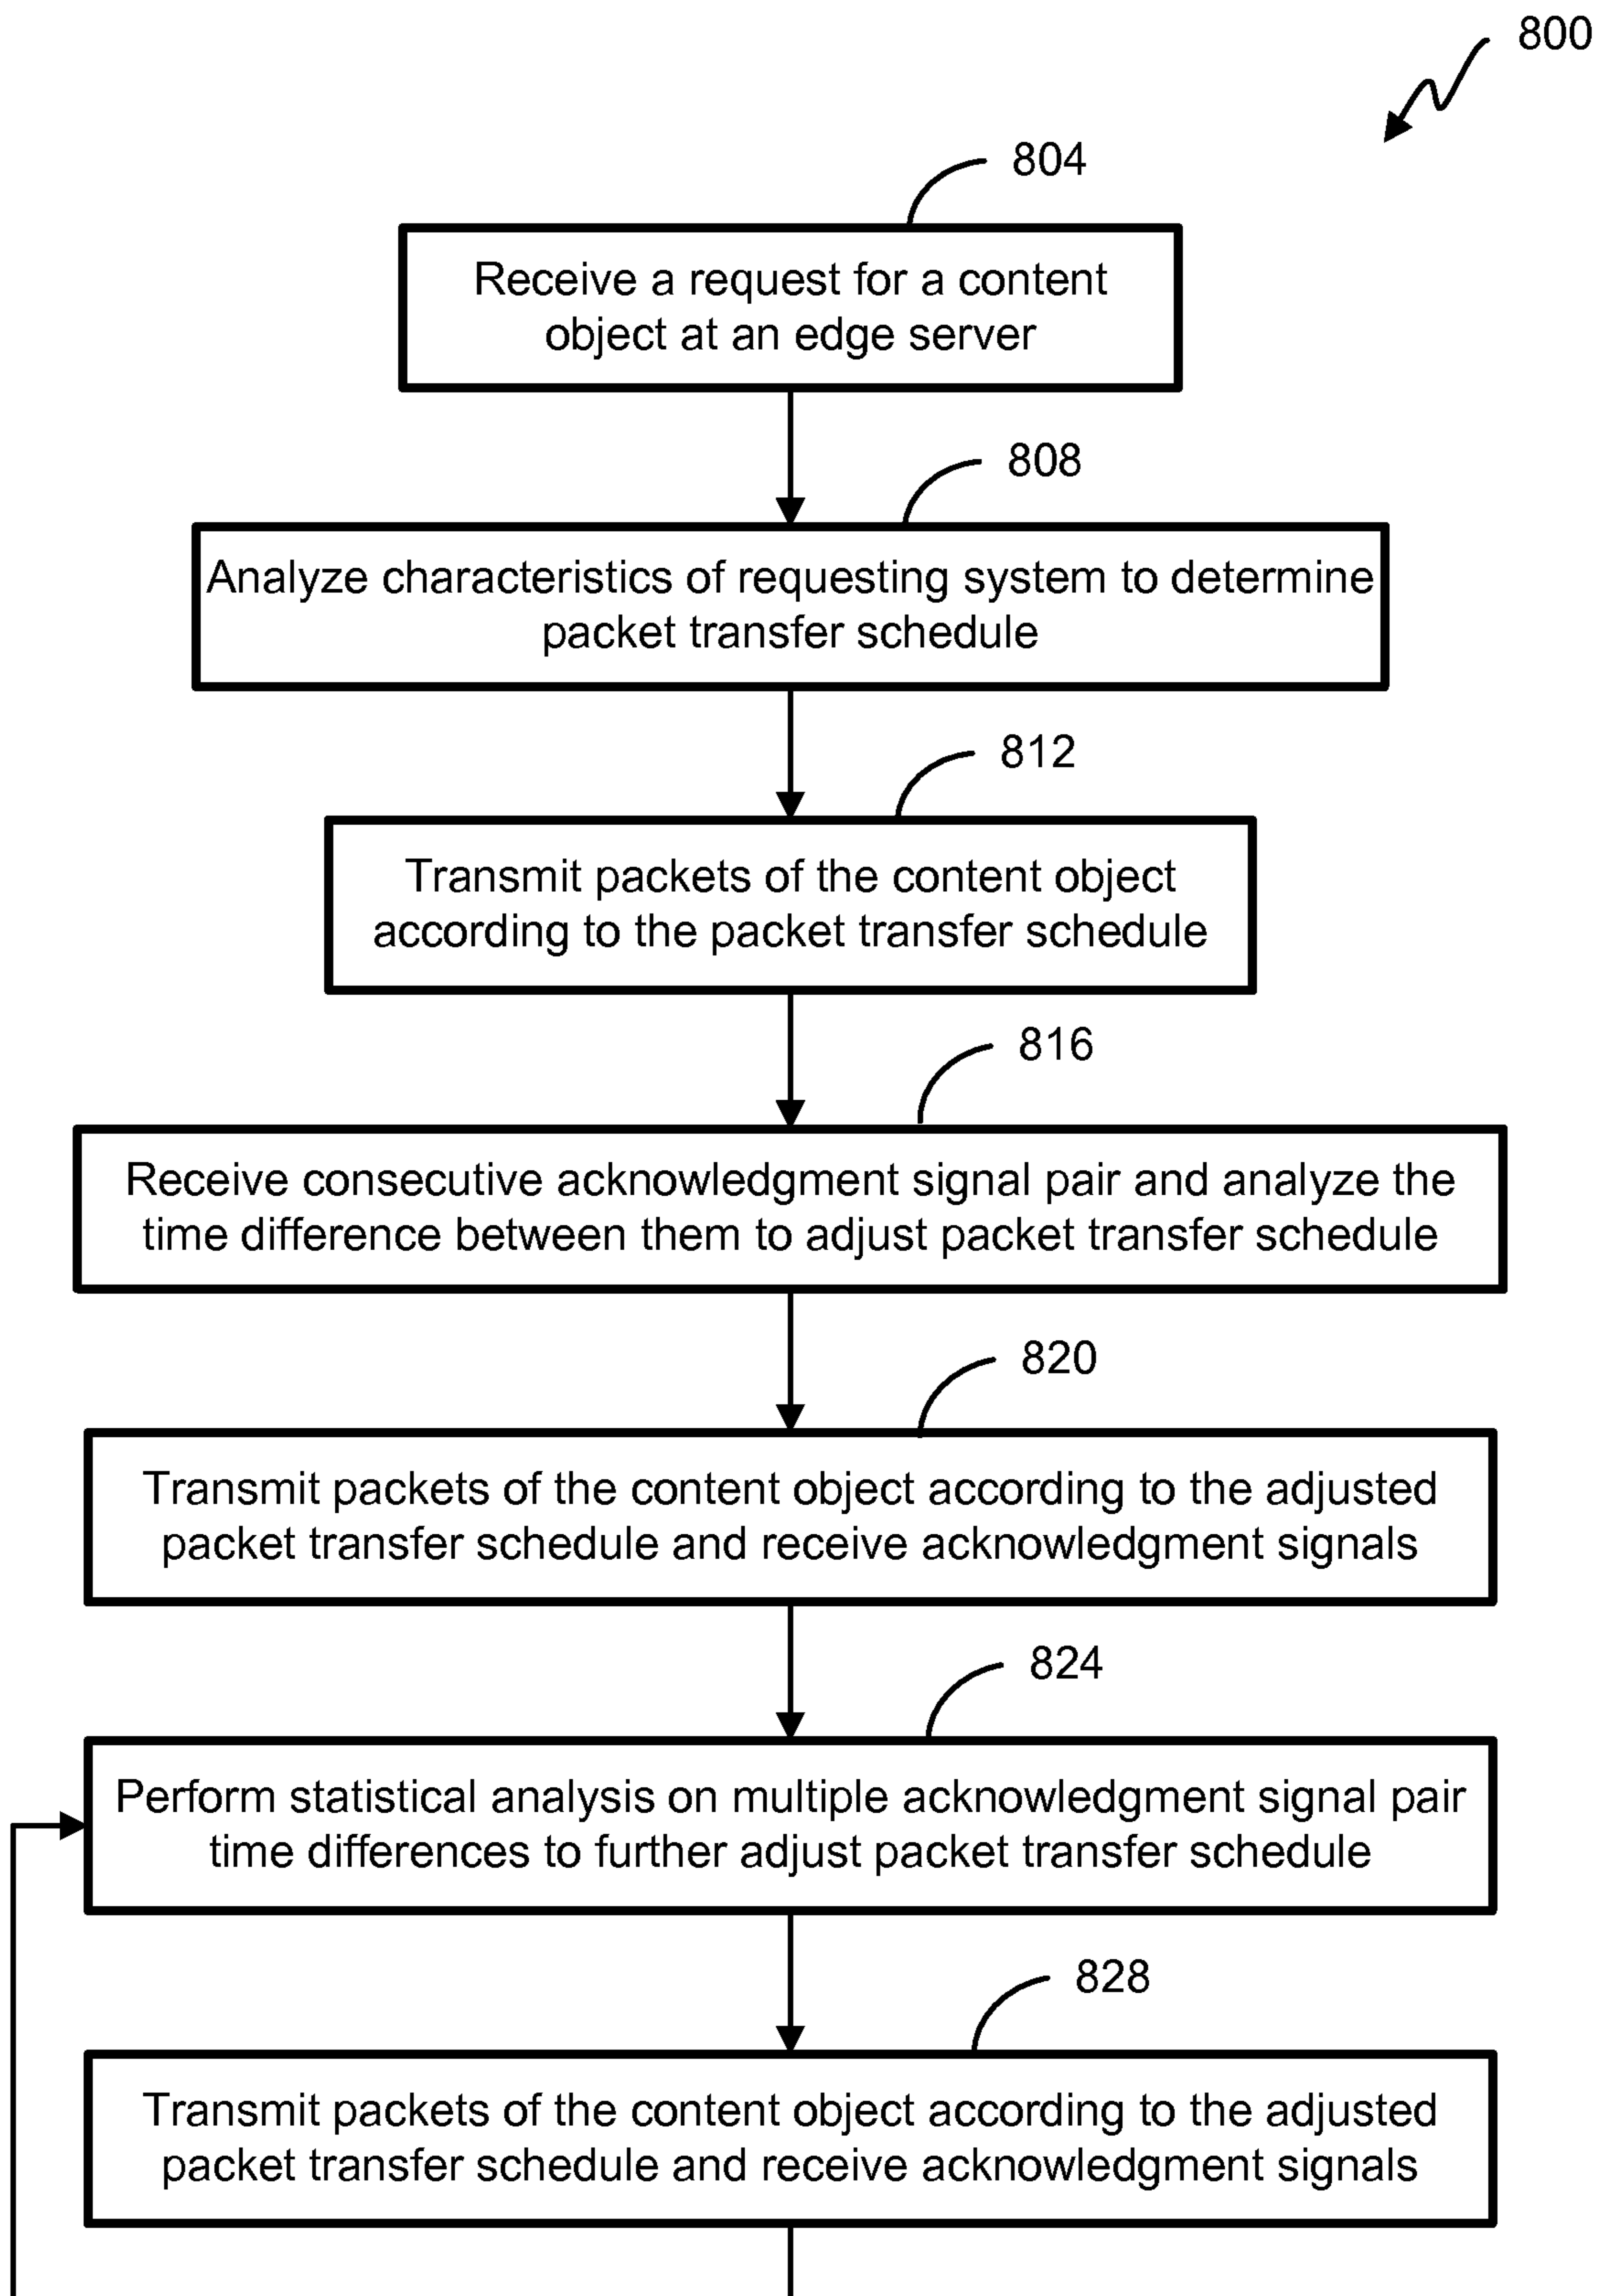 800
804
Receive a request for a content
object at an edge server
808
Analyze characteristics of requesting system to determine
packet transfer schedule
812
Transmit packets of the content object
according to the packet transfer schedule
816
Receive consecutive acknowledgment signal pair and analyze the
time difference between them to adjust packet transfer schedule
820
Transmit packets of the content object according to the adjusted
packet transfer schedule and receive acknowledgment signals
824
Perform statistical analysis on multiple acknowledgment signal pair
time differences to further adjust packet transfer schedule
828
Transmit packets of the content object according to the adjusted
packet transfer schedule and receive acknowledgment signals